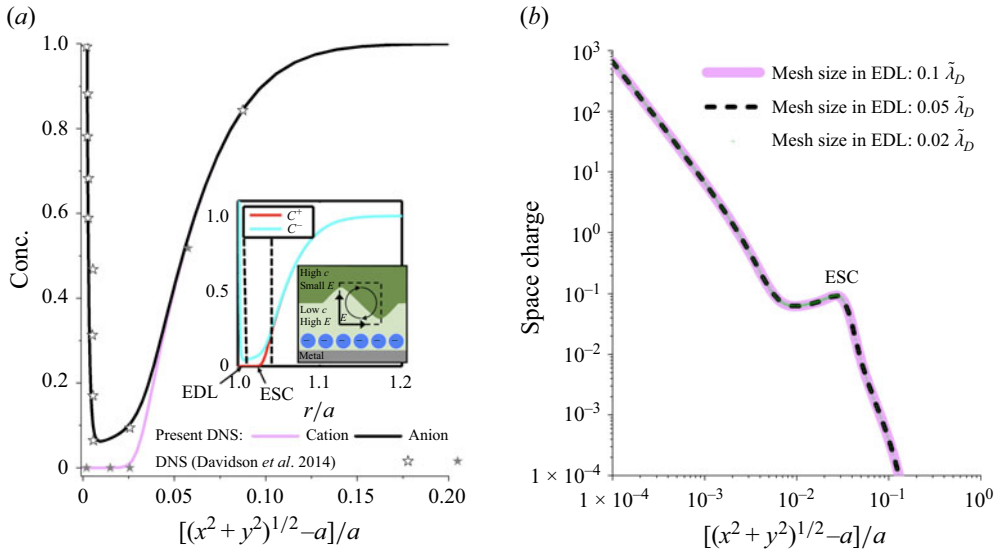 (a)
1.0
0.8
0.6
0.4
0.2
0
Conc.
0
0.05
0.10
0.15
0.20
[(x² + y²)^1/2 –a]/a
1.0
0.5
0
C⁺
C⁻
High c
Small E
Low c
High E
E
− − − − − −
Metal
1.0
1.1
1.2
EDL
ESC
r/a
Present DNS: Cation Anion
DNS (Davidson et al. 2014)
(b)
10³
10²
10¹
10⁰
10⁻¹
10⁻²
10⁻³
1 × 10⁻⁴
Space charge
Mesh size in EDL: 0.1 λ̃_D
Mesh size in EDL: 0.05 λ̃_D
Mesh size in EDL: 0.02 λ̃_D
ESC
1 × 10⁻⁴
10⁻³
10⁻²
10⁻¹
10⁰
[(x² + y²)^1/2 –a]/a